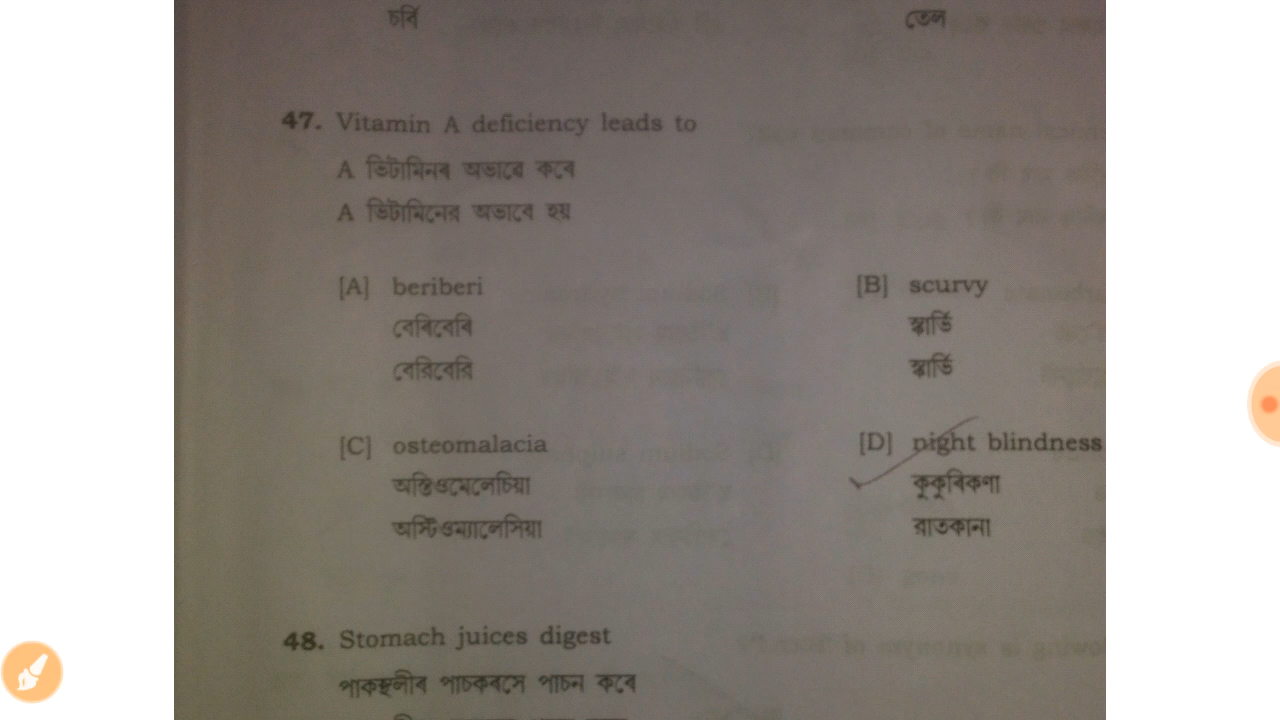 চৰ্বি তেল
47. Vitamin A deficiency leads to
A ভিটামিনৰ অভাৱে কৰে
A ভিটামিনের অভাবে হয়
[A] beriberi [B] scurvy
বেৰিবেৰি স্কাৰ্ভি
বেরিবেরি স্কার্ভি
[C] osteomalacia [D] night blindness
অষ্টিওমেলেচিয়া কুকুৰিকণা
অস্টিওম্যালেসিয়া রাতকানা
48. Stomach juices digest
পাকস্থলীৰ পাচকৰসে পাচন কৰে